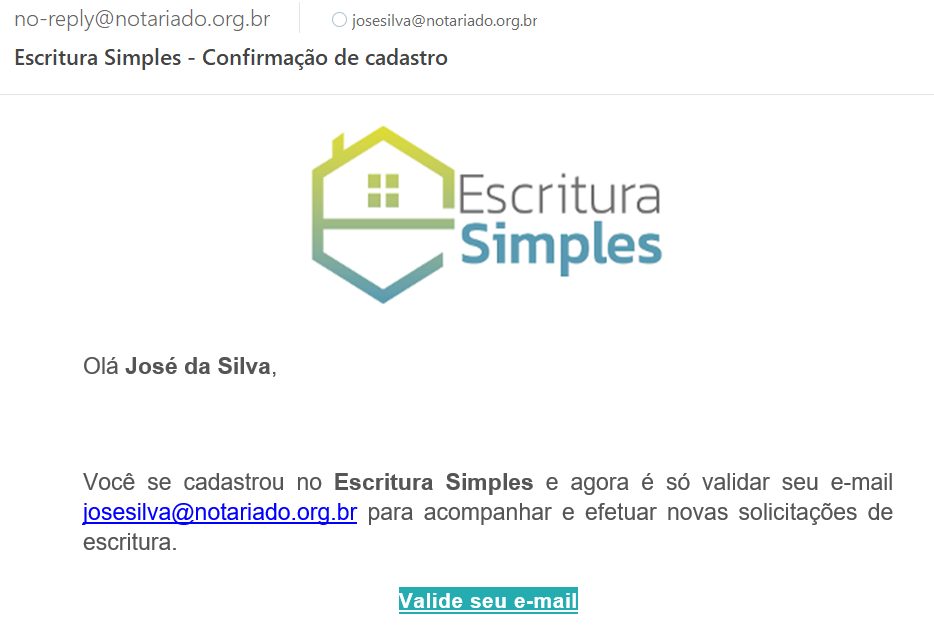 no-reply@notariado.org.br
josesilva@notariado.org.br
Escritura Simples - Confirmação de cadastro
Escritura
Simples
Olá José da Silva,
Você se cadastrou no Escritura Simples e agora é só validar seu e-mail
josesilva@notariado.org.br para acompanhar e efetuar novas solicitações de
escritura.
Valide seu e-mail